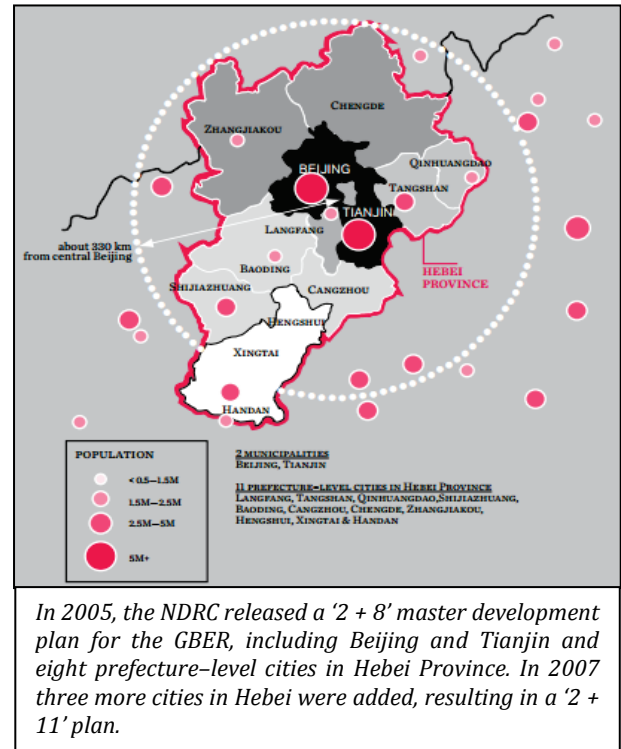 CHENGDE
ZHANGJIAKOU
QINHUANGDAO
BEIJING
TANGSHAN
TIANJIN
LANGFANG
about 330 km
from central Beijing
BAODING
HEBEI
PROVINCE
SHIJIAZHUANG
CANGZHOU
HENGSHUI
XINGTAI
HANDAN
POPULATION
< 0.5–1.5M
1.5M–2.5M
2.5M–5M
5M+
2 MUNICIPALITIES
BEIJING, TIANJIN
11 PREFECTURE–LEVEL CITIES IN HEBEI PROVINCE
LANGFANG, TANGSHAN, QINHUANGDAO,SHIJIAZHUANG,
BAODING, CANGZHOU, CHENGDE, ZHANGJIAKOU,
HENGSHUI, XINGTAI & HANDAN
In 2005, the NDRC released a ‘2 + 8’ master development
plan for the GBER, including Beijing and Tianjin and
eight prefecture–level cities in Hebei Province. In 2007
three more cities in Hebei were added, resulting in a ‘2 +
11’ plan.